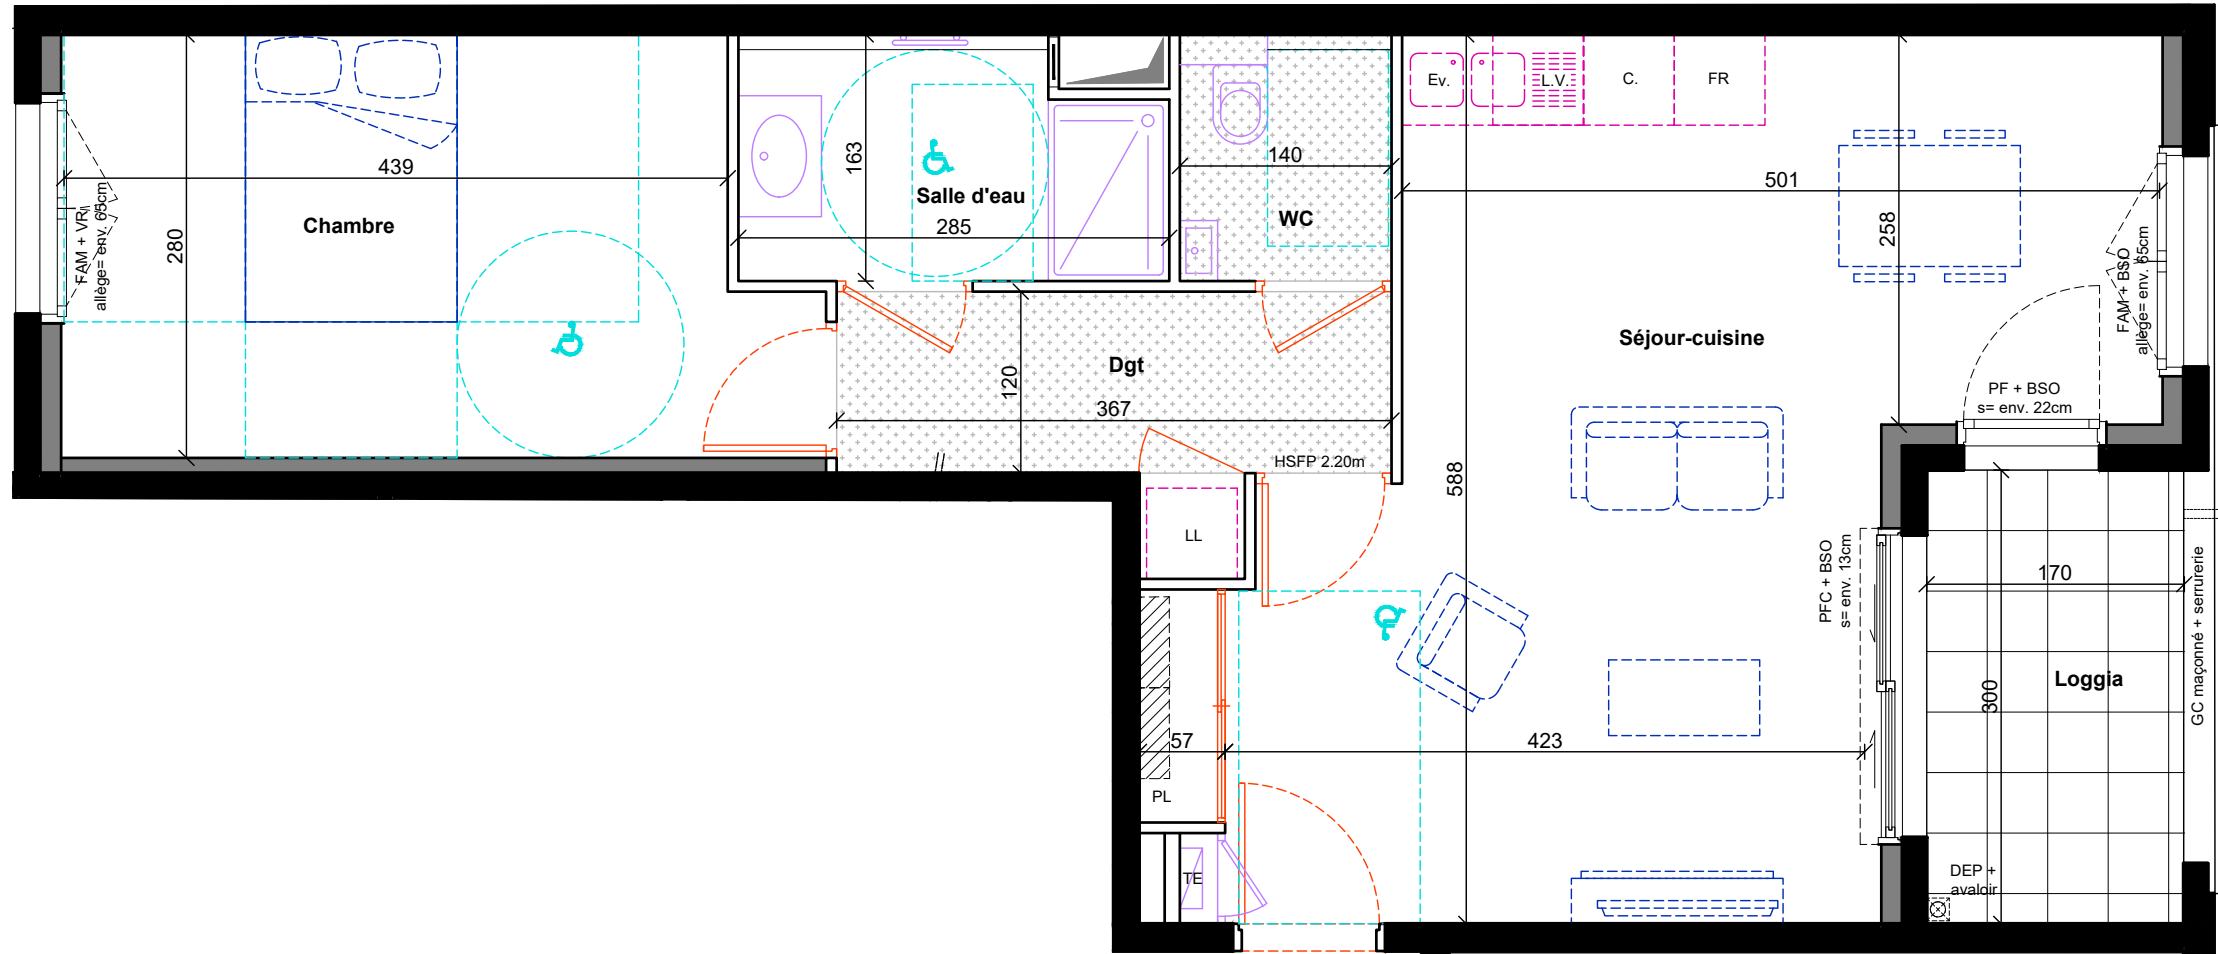 Ev.
L.V.
C.
FR
439
163
140
501
Salle d'eau
285
WC
Chambre
280
258
FAM + VR
allège= env. 65cm
FAM + BSO
allège= env. 65cm
Séjour-cuisine
Dgt
120
367
PF + BSO
s= env. 22cm
HSFP 2.20m
588
LL
PFC + BSO
s= env. 13cm
170
Loggia
300
GC maçonné + serrurerie
57
423
PL
TE
DEP +
avaloir